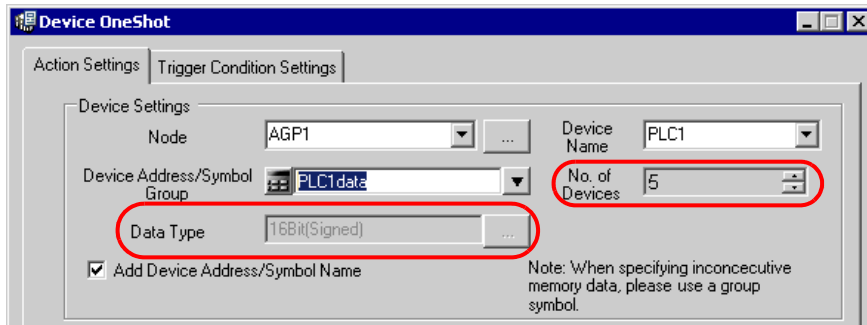 Device OneShot
Action Settings Trigger Condition Settings
Device Settings
Node AGP1 ... Device Name PLC1
Device Address/Symbol Group PLC1data No. of Devices 5
Data Type 16Bit(Signed) ...
Add Device Address/Symbol Name
Note: When specifying inconcecutive
memory data, please use a group
symbol.